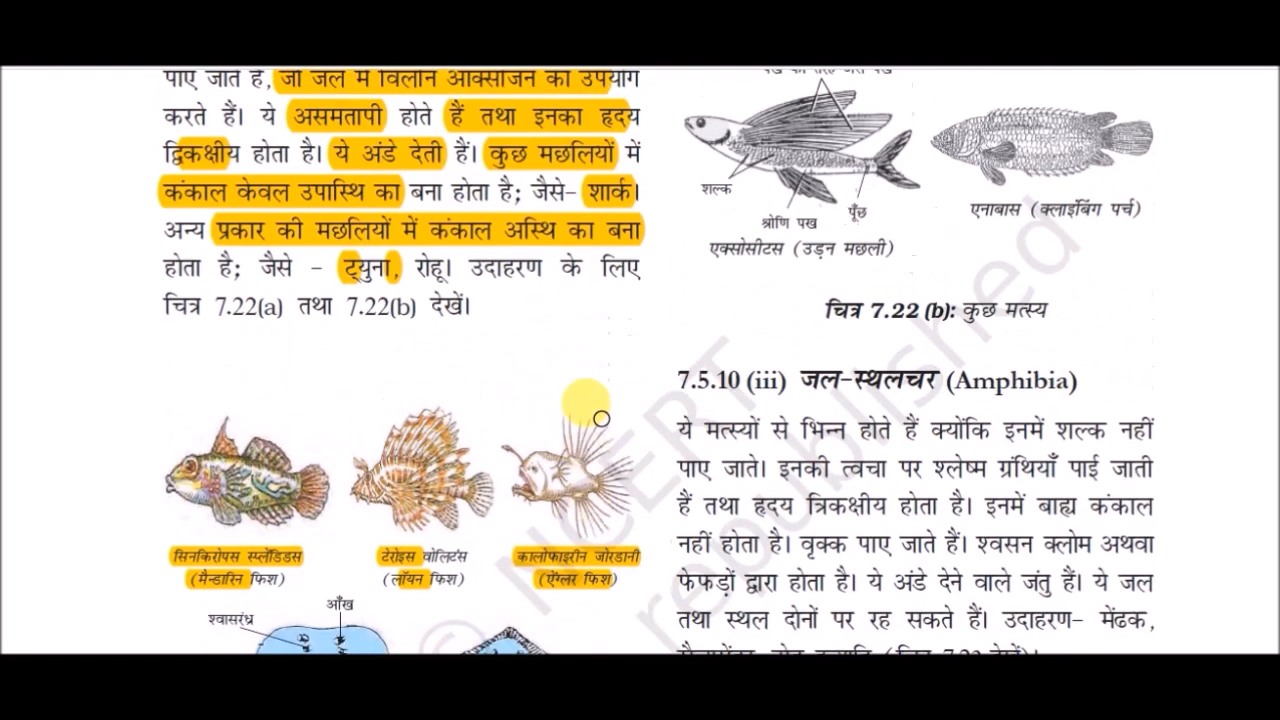 पाए जाते हैं, जो जल में विलीन ऑक्सीजन का उपयोग
करते हैं। ये असमतापी होते हैं तथा इनका हृदय
द्विकक्षीय होता है। ये अंडे देती हैं। कुछ मछलियों में
कंकाल केवल उपास्थि का बना होता है; जैसे– शार्क।
अन्य प्रकार की मछलियों में कंकाल अस्थि का बना
होता है; जैसे – ट्युना, रोहू। उदाहरण के लिए
चित्र 7.22(a) तथा 7.22(b) देखें।
सिनकिरोपस स्प्लेंडिडस
(मैन्डारिन फिश)
टेरोइस वोलिटंस
(लॉयन फिश)
कालोफाइरीन जोरडानी
(ऐंग्लर फिश)
श्वासरंध्र
आँख
शल्क
श्रोणि पख
पूँछ
एक्सोसीटस (उड़न मछली)
एनाबास (क्लाइंबिंग पर्च)
चित्र 7.22 (b): कुछ मत्स्य
7.5.10 (iii) जल-स्थलचर (Amphibia)
ये मत्स्यों से भिन्न होते हैं क्योंकि इनमें शल्क नहीं
पाए जाते। इनकी त्वचा पर श्लेष्म ग्रंथियाँ पाई जाती
हैं तथा हृदय त्रिकक्षीय होता है। इनमें बाह्य कंकाल
नहीं होता है। वृक्क पाए जाते हैं। श्वसन क्लोम अथवा
फेफड़ों द्वारा होता है। ये अंडे देने वाले जंतु हैं। ये जल
तथा स्थल दोनों पर रह सकते हैं। उदाहरण– मेंढक,
© NCERT
republished